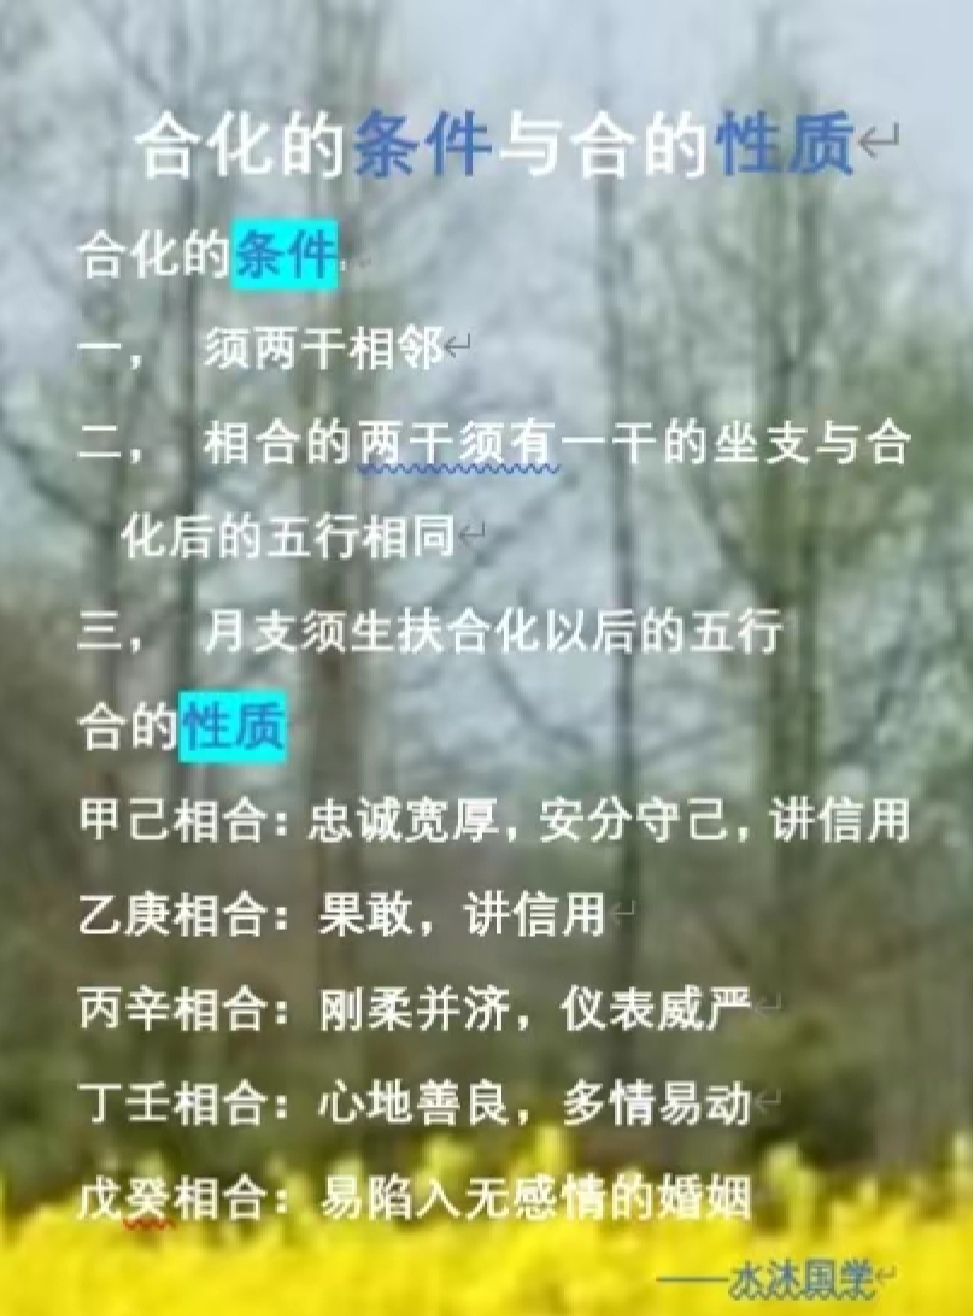 合化的条件与合的性质
合化的条件
一， 须两干相邻
二， 相合的两干须有一干的坐支与合
化后的五行相同
三， 月支须生扶合化以后的五行
合的性质
甲己相合：忠诚宽厚，安分守己，讲信用
乙庚相合：果敢，讲信用
丙辛相合：刚柔并济，仪表威严
丁壬相合：心地善良，多情易动
戊癸相合：易陷入无感情的婚姻
——水沐国学